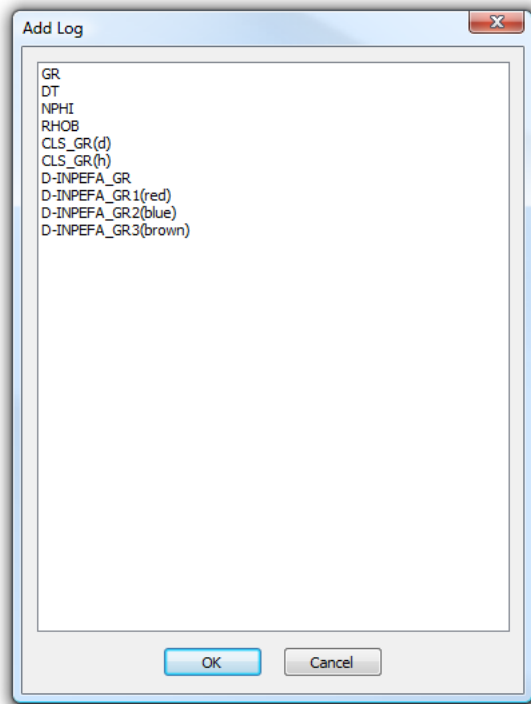 Add Log
GR
DT
NPHI
RHOB
CLS_GR(d)
CLS_GR(h)
D-INPEFA_GR
D-INPEFA_GR1(red)
D-INPEFA_GR2(blue)
D-INPEFA_GR3(brown)
OK
Cancel